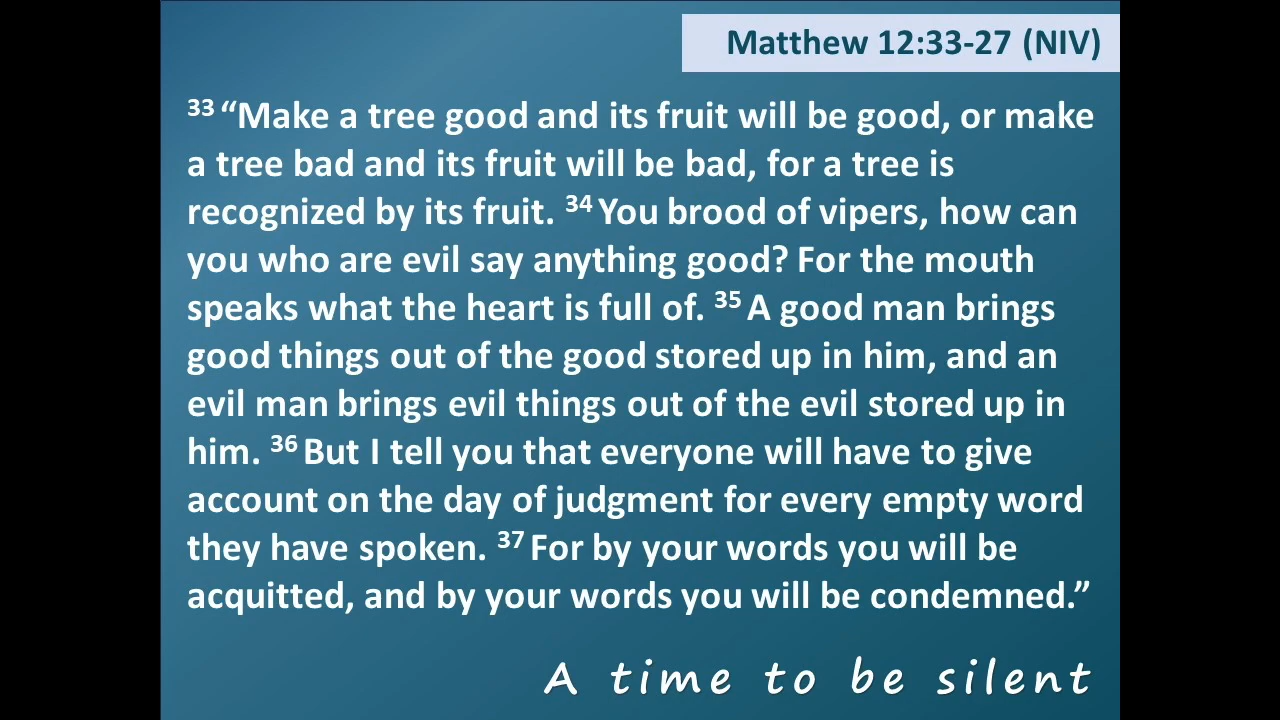 Matthew 12:33-27 (NIV)
33 “Make a tree good and its fruit will be good, or make
a tree bad and its fruit will be bad, for a tree is
recognized by its fruit. 34 You brood of vipers, how can
you who are evil say anything good? For the mouth
speaks what the heart is full of. 35 A good man brings
good things out of the good stored up in him, and an
evil man brings evil things out of the evil stored up in
him. 36 But I tell you that everyone will have to give
account on the day of judgment for every empty word
they have spoken. 37 For by your words you will be
acquitted, and by your words you will be condemned.”
A time to be silent